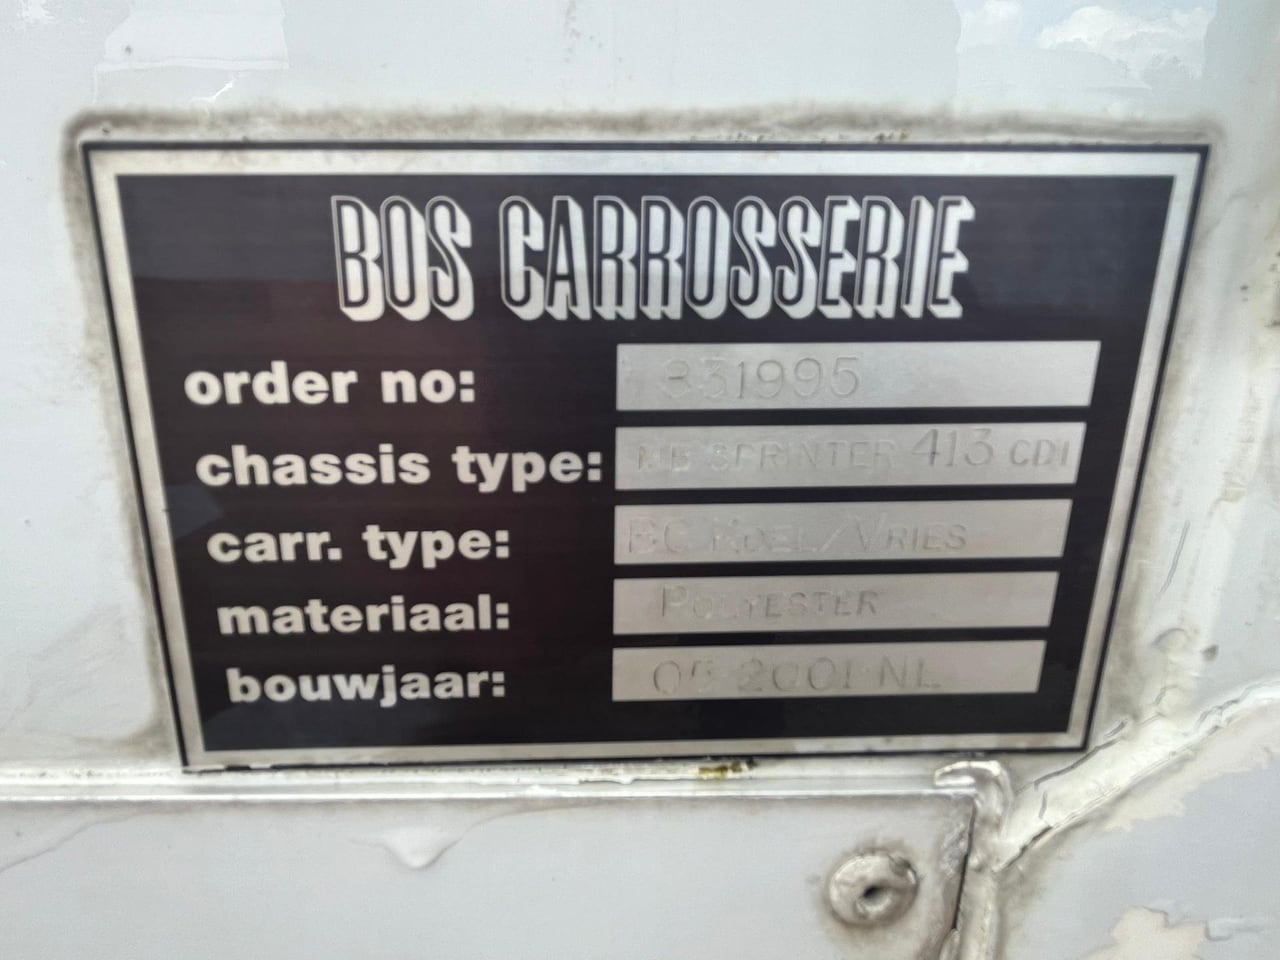 BOS CARROSSERIE
order no: 831995
chassis type: MB SPRINTER 413 CDI
carr. type: BC KOEL/VRIES
materiaal: POLYESTER
bouwjaar: 05-2001-NL